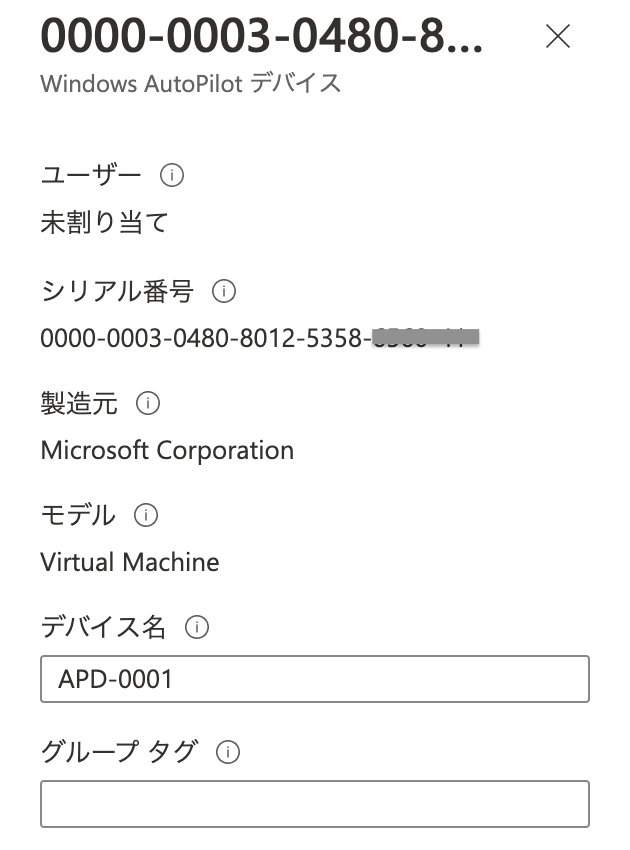 0000-0003-0480-8...
Windows AutoPilot デバイス
ユーザー
未割り当て
シリアル番号
0000-0003-0480-8012-5358-
製造元
Microsoft Corporation
モデル
Virtual Machine
デバイス名
APD-0001
グループ タグ